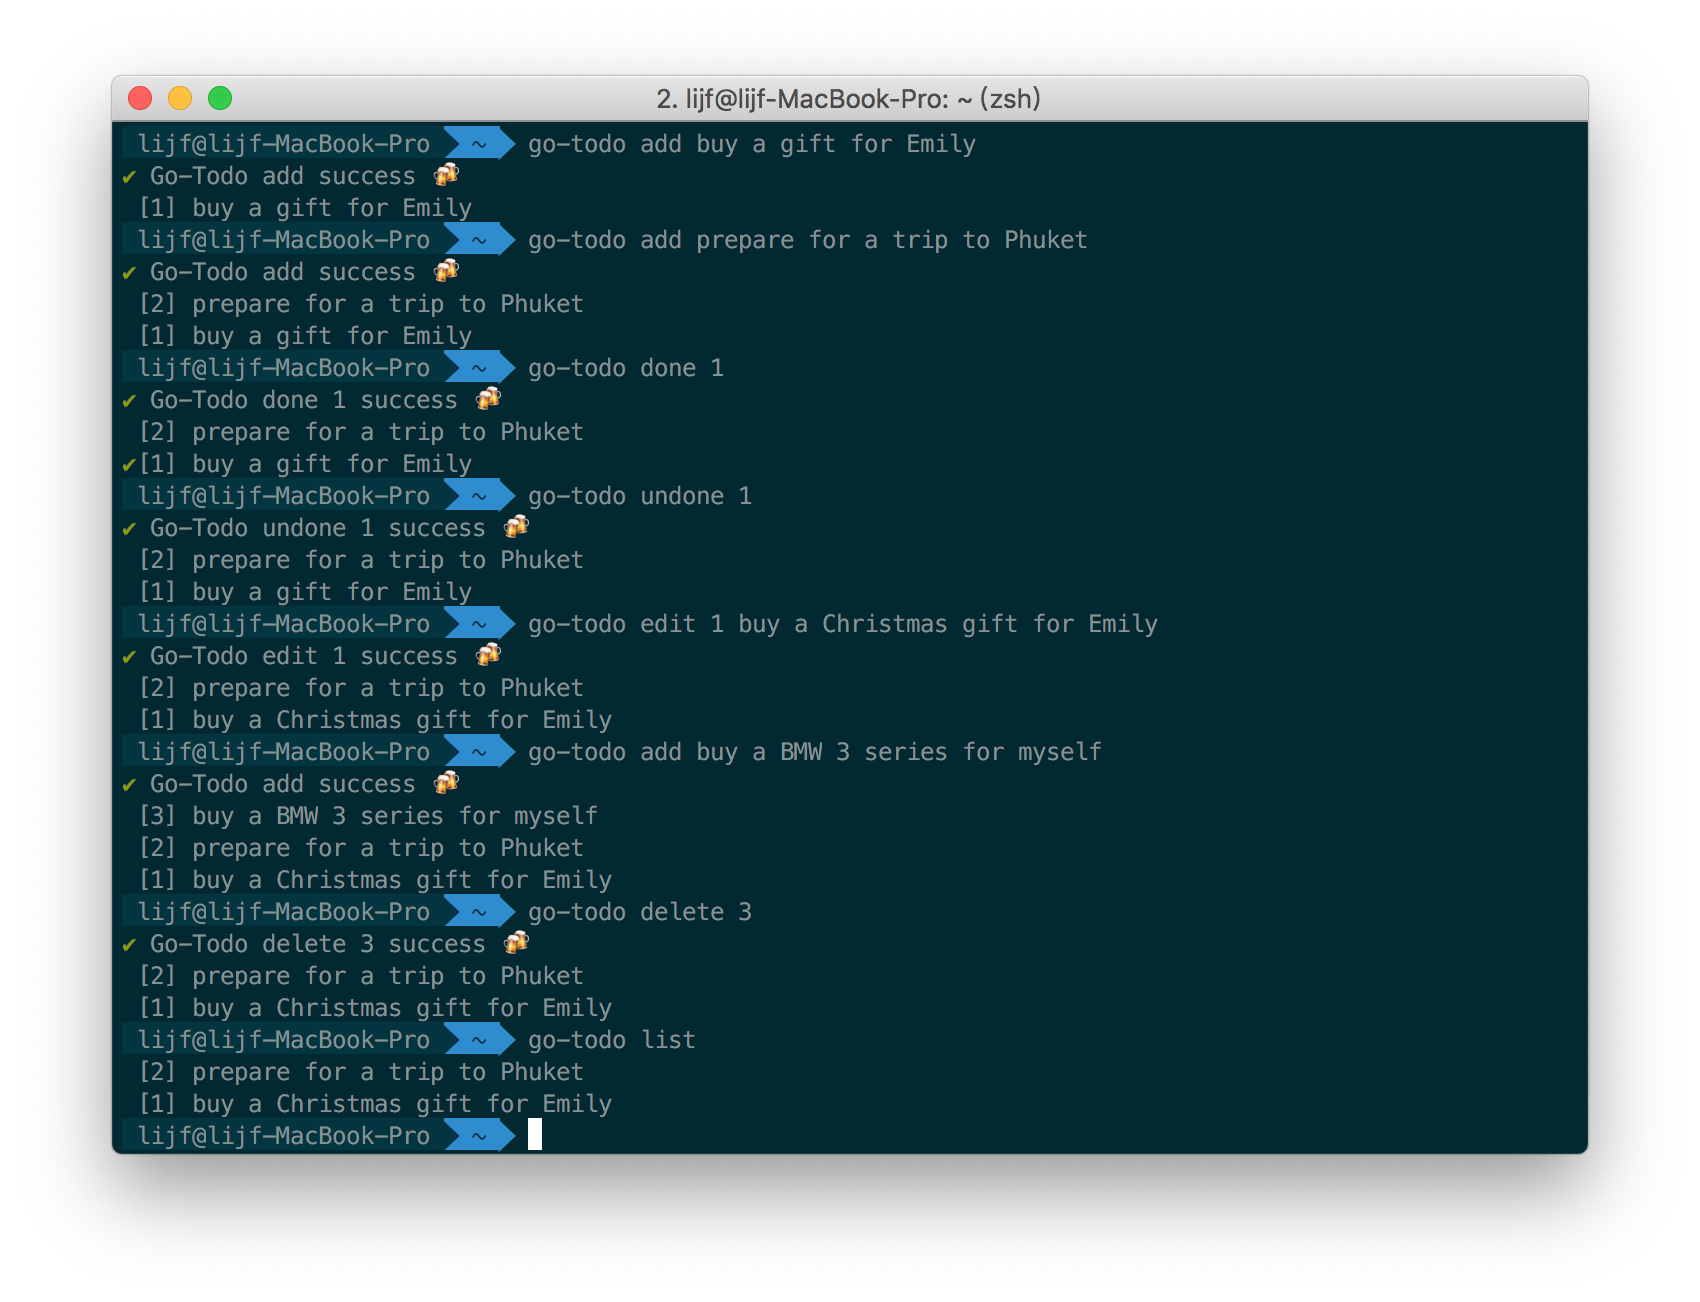 2. lijf@lijf-MacBook-Pro: ~ (zsh)
lijf@lijf-MacBook-Pro ~ go-todo add buy a gift for Emily
✔ Go-Todo add success 🍻
[1] buy a gift for Emily
lijf@lijf-MacBook-Pro ~ go-todo add prepare for a trip to Phuket
✔ Go-Todo add success 🍻
[2] prepare for a trip to Phuket
[1] buy a gift for Emily
lijf@lijf-MacBook-Pro ~ go-todo done 1
✔ Go-Todo done 1 success 🍻
[2] prepare for a trip to Phuket
✔[1] buy a gift for Emily
lijf@lijf-MacBook-Pro ~ go-todo undone 1
✔ Go-Todo undone 1 success 🍻
[2] prepare for a trip to Phuket
[1] buy a gift for Emily
lijf@lijf-MacBook-Pro ~ go-todo edit 1 buy a Christmas gift for Emily
✔ Go-Todo edit 1 success 🍻
[2] prepare for a trip to Phuket
[1] buy a Christmas gift for Emily
lijf@lijf-MacBook-Pro ~ go-todo add buy a BMW 3 series for myself
✔ Go-Todo add success 🍻
[3] buy a BMW 3 series for myself
[2] prepare for a trip to Phuket
[1] buy a Christmas gift for Emily
lijf@lijf-MacBook-Pro ~ go-todo delete 3
✔ Go-Todo delete 3 success 🍻
[2] prepare for a trip to Phuket
[1] buy a Christmas gift for Emily
lijf@lijf-MacBook-Pro ~ go-todo list
[2] prepare for a trip to Phuket
[1] buy a Christmas gift for Emily
lijf@lijf-MacBook-Pro ~